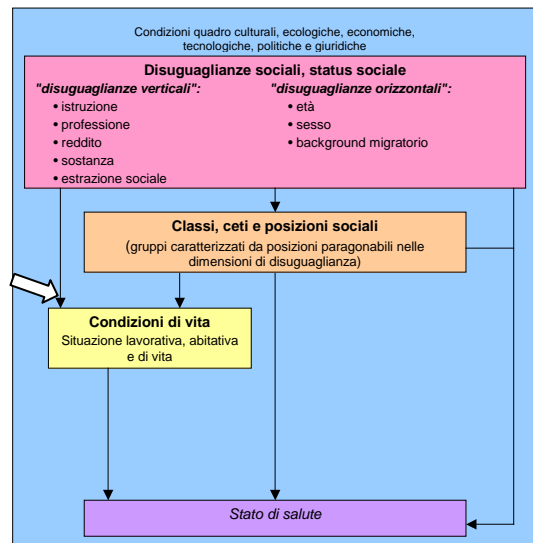 Condizioni quadro culturali, ecologiche, economiche,
tecnologiche, politiche e giuridiche
Disuguaglianze sociali, status sociale
"disuguaglianze verticali":
• istruzione
• professione
• reddito
• sostanza
• estrazione sociale
"disuguaglianze orizzontali":
• età
• sesso
• background migratorio
Classi, ceti e posizioni sociali
(gruppi caratterizzati da posizioni paragonabili nelle
dimensioni di disuguaglianza)
Condizioni di vita
Situazione lavorativa, abitativa
e di vita
Stato di salute